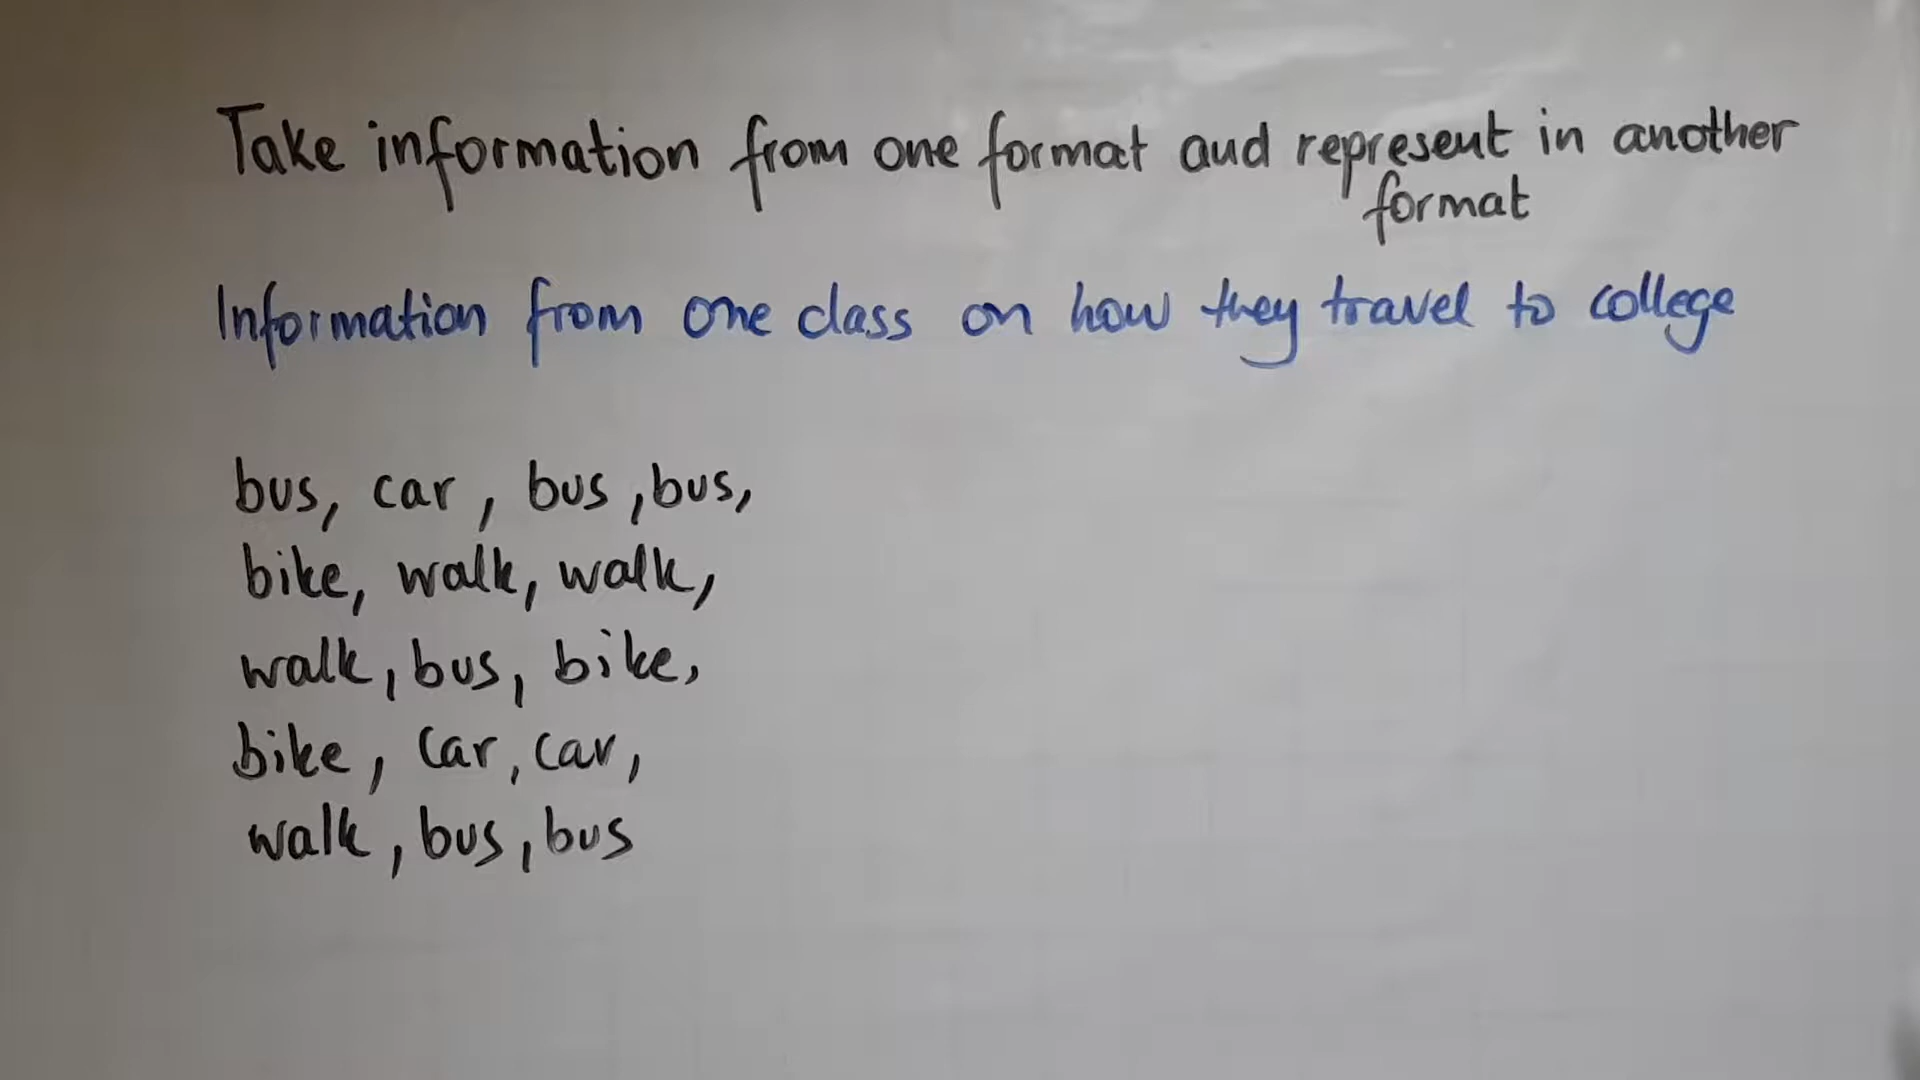 Take information from one format and represent in another
format
Information from one class on how they travel to college
bus, car, bus, bus,
bike, walk, walk,
walk, bus, bike,
bike, car, car,
walk, bus, bus